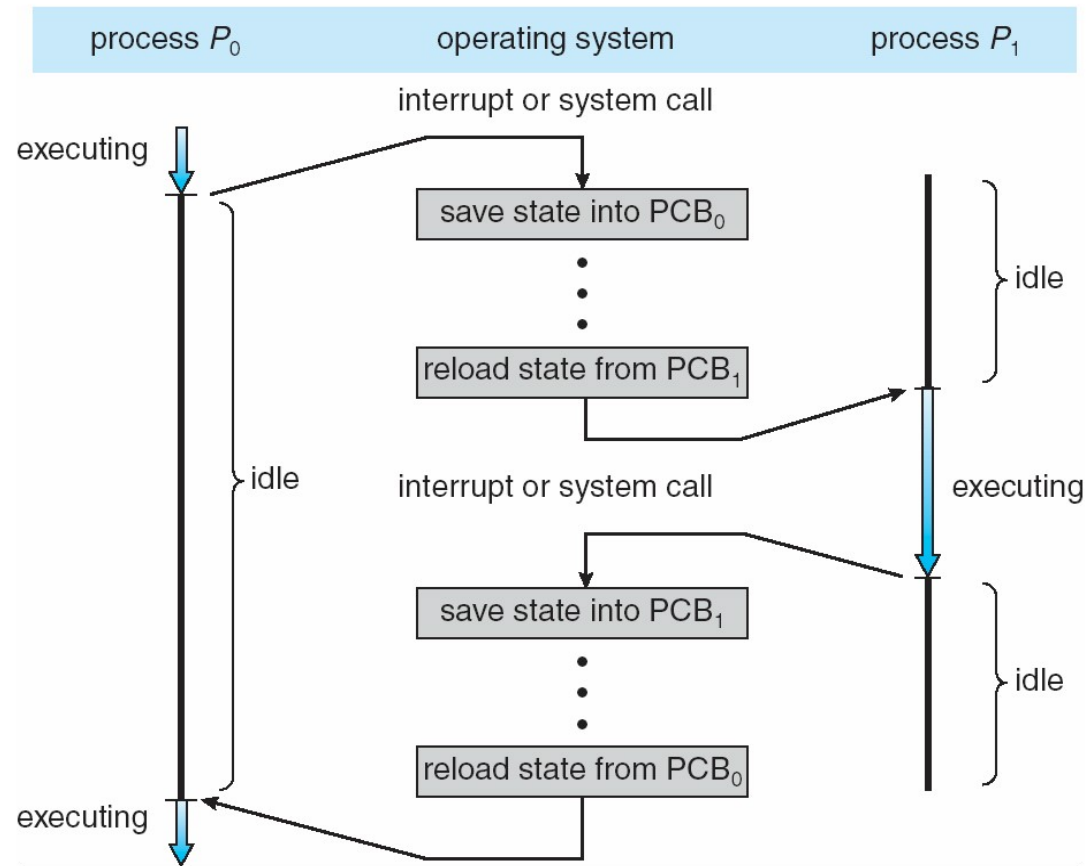 process P₀ operating system process P₁
interrupt or system call
executing
save state into PCB₀
idle
reload state from PCB₁
idle
interrupt or system call
executing
save state into PCB₁
idle
reload state from PCB₀
executing